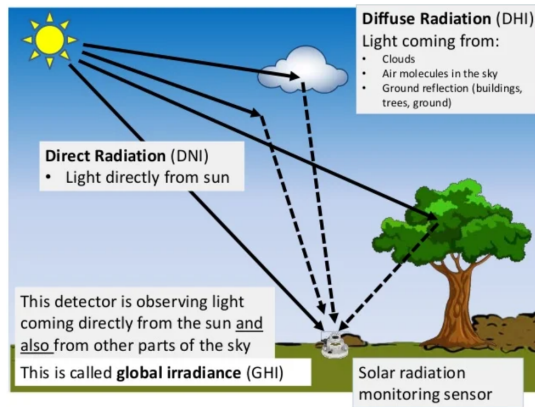 Diffuse Radiation (DHI)
Light coming from:
• Clouds
• Air molecules in the sky
• Ground reflection (buildings,
trees, ground)
Direct Radiation (DNI)
• Light directly from sun
This detector is observing light
coming directly from the sun and
also from other parts of the sky
This is called global irradiance (GHI)
Solar radiation
monitoring sensor